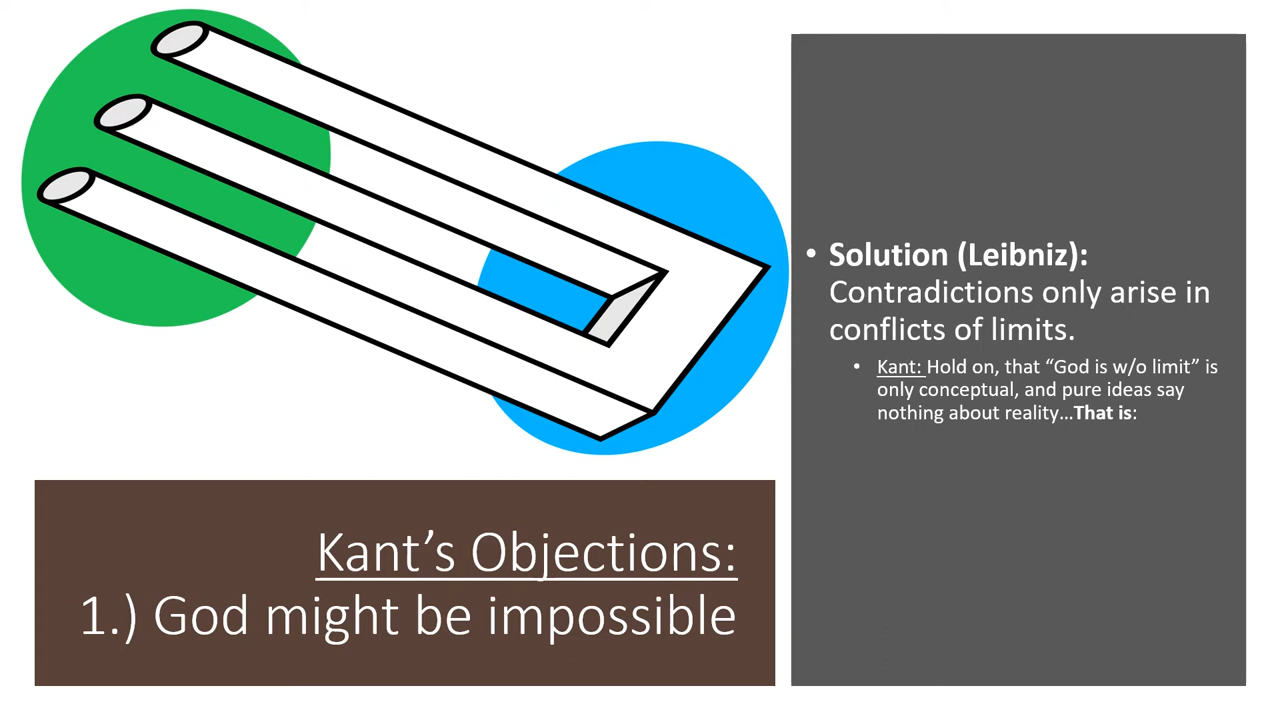 Kant's Objections:
1.) God might be impossible
• Solution (Leibniz):
Contradictions only arise in
conflicts of limits.
• Kant: Hold on, that “God is w/o limit” is
only conceptual, and pure ideas say
nothing about reality…That is: